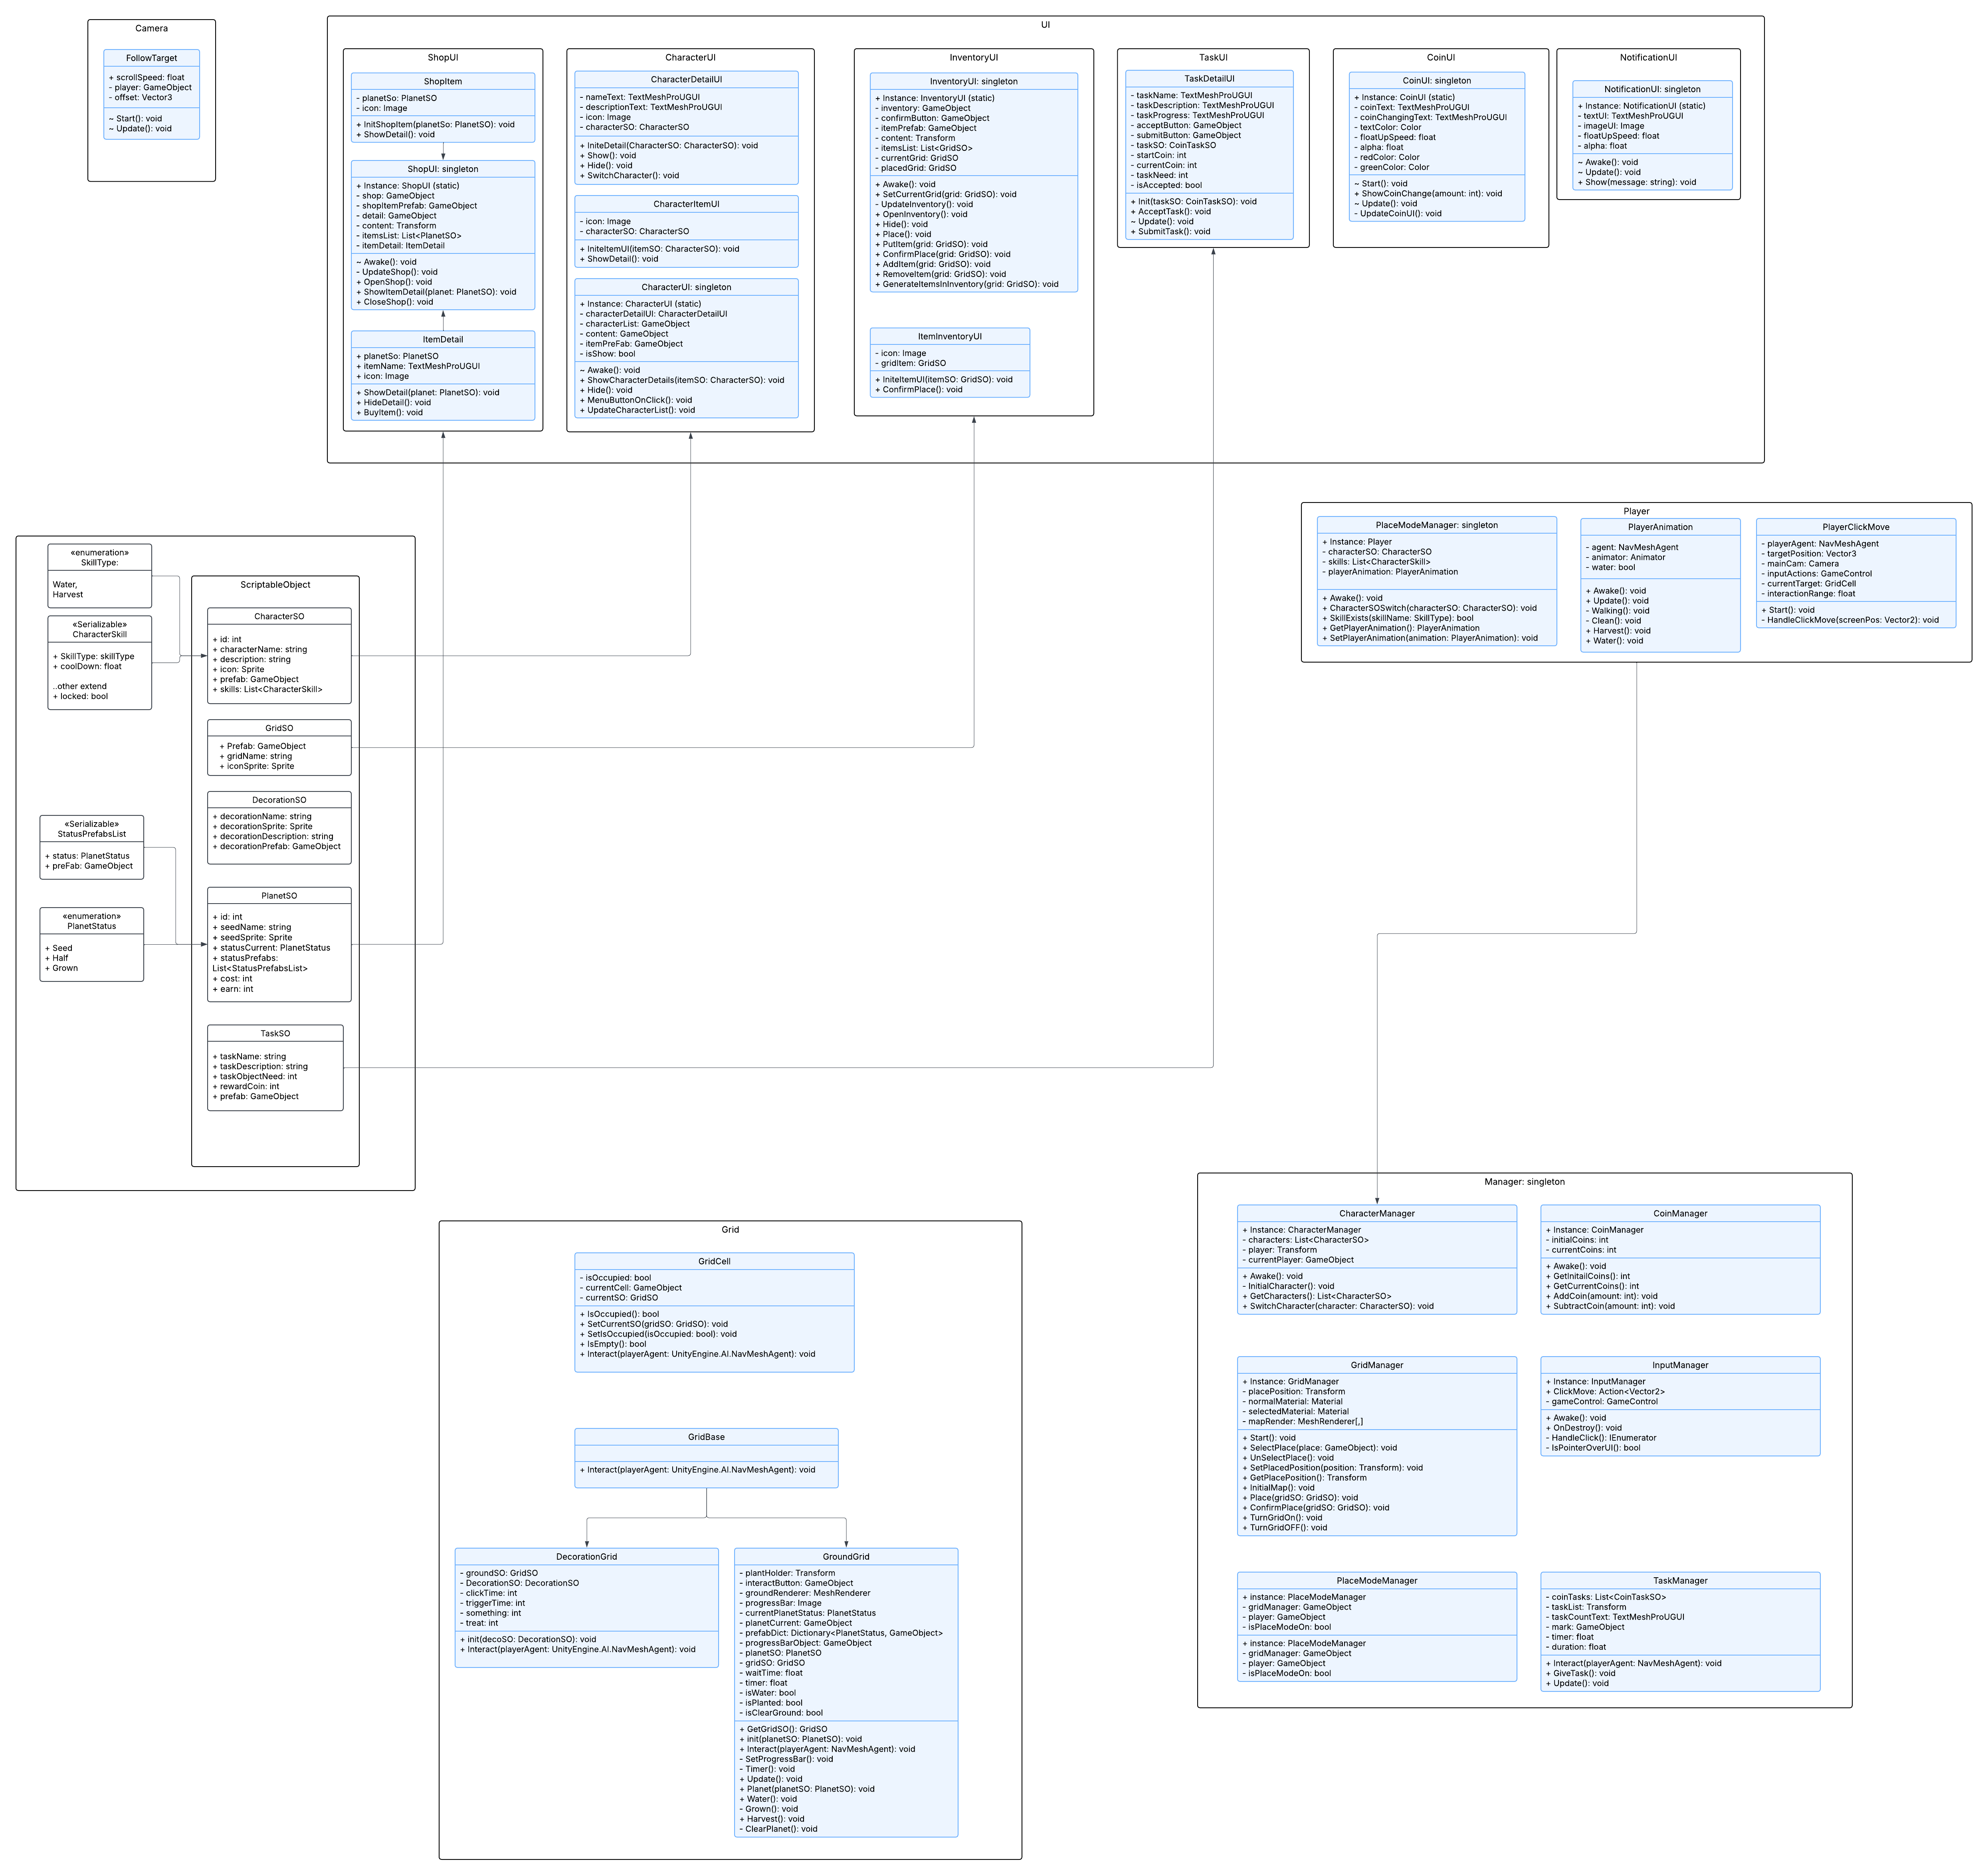 Camera
FollowTarget
+ scrollSpeed: float
- player: GameObject
- offset: Vector3
~ Start(): void
~ Update(): void
UI
ShopUI
ShopItem
- planetSo: PlanetSO
- icon: Image
+ InitShopItem(planetSo: PlanetSO): void
+ ShowDetail(): void
ShopUI: singleton
+ Instance: ShopUI (static)
- shop: GameObject
- shopItemPrefab: GameObject
- detail: GameObject
- content: Transform
- itemsList: List<PlanetSO>
- itemDetail: ItemDetail
~ Awake(): void
- UpdateShop(): void
+ OpenShop(): void
+ ShowItemDetail(planet: PlanetSO): void
+ CloseShop(): void
ItemDetail
+ planetSo: PlanetSO
+ itemName: TextMeshProUGUI
+ icon: Image
+ ShowDetail(planet: PlanetSO): void
+ HideDetail(): void
+ BuyItem(): void
CharacterUI
CharacterDetailUI
- nameText: TextMeshProUGUI
- descriptionText: TextMeshProUGUI
- icon: Image
- characterSO: CharacterSO
+ IniteDetail(CharacterSO: CharacterSO): void
+ Show(): void
+ Hide(): void
+ SwitchCharacter(): void
CharacterItemUI
- icon: Image
- characterSO: CharacterSO
+ IniteItemUI(itemSO: CharacterSO): void
+ ShowDetail(): void
CharacterUI: singleton
+ Instance: CharacterUI (static)
- characterDetailUI: CharacterDetailUI
- characterList: GameObject
- content: GameObject
- itemPreFab: GameObject
- isShow: bool
~ Awake(): void
+ ShowCharacterDetails(itemSO: CharacterSO): void
+ Hide(): void
+ MenuButtonOnClick(): void
+ UpdateCharacterList(): void
InventoryUI
InventoryUI: singleton
+ Instance: InventoryUI (static)
- inventory: GameObject
- confirmButton: GameObject
- itemPrefab: GameObject
- content: Transform
- itemsList: List<GridSO>
- currentGrid: GridSO
- placedGrid: GridSO
+ Awake(): void
+ SetCurrentGrid(grid: GridSO): void
- UpdateInventory(): void
+ OpenInventory(): void
+ Hide(): void
+ Place(): void
+ PutItem(grid: GridSO): void
+ ConfirmPlace(grid: GridSO): void
+ AddItem(grid: GridSO): void
+ RemoveItem(grid: GridSO): void
+ GenerateItemsInInventory(grid: GridSO): void
ItemInventoryUI
- icon: Image
- gridItem: GridSO
+ IniteItemUI(itemSO: GridSO): void
+ ConfirmPlace(): void
TaskUI
TaskDetailUI
- taskName: TextMeshProUGUI
- taskDescription: TextMeshProUGUI
- taskProgress: TextMeshProUGUI
- acceptButton: GameObject
- submitButton: GameObject
- taskSO: CoinTaskSO
- startCoin: int
- currentCoin: int
- taskNeed: int
- isAccepted: bool
+ Init(taskSO: CoinTaskSO): void
+ AcceptTask(): void
~ Update(): void
+ SubmitTask(): void
CoinUI
CoinUI: singleton
+ Instance: CoinUI (static)
- coinText: TextMeshProUGUI
- coinChangingText: TextMeshProUGUI
- textColor: Color
- floatUpSpeed: float
- alpha: float
- redColor: Color
- greenColor: Color
~ Start(): void
+ ShowCoinChange(amount: int): void
~ Update(): void
- UpdateCoinUI(): void
NotificationUI
NotificationUI: singleton
+ Instance: NotificationUI (static)
- textUI: TextMeshProUGUI
- imageUI: Image
- floatUpSpeed: float
- alpha: float
~ Awake(): void
~ Update(): void
+ Show(message: string): void
Player
PlaceModeManager: singleton
+ Instance: Player
- characterSO: CharacterSO
- skills: List<CharacterSkill>
- playerAnimation: PlayerAnimation
+ Awake(): void
+ CharacterSOSwitch(characterSO: CharacterSO): void
+ SkillExists(skillName: SkillType): bool
+ GetPlayerAnimation(): PlayerAnimation
+ SetPlayerAnimation(animation: PlayerAnimation): void
PlayerAnimation
- agent: NavMeshAgent
- animator: Animator
- water: bool
+ Awake(): void
+ Update(): void
- Walking(): void
- Clean(): void
+ Harvest(): void
+ Water(): void
PlayerClickMove
- playerAgent: NavMeshAgent
- targetPosition: Vector3
- mainCam: Camera
- inputActions: GameControl
- currentTarget: GridCell
- interactionRange: float
+ Start(): void
- HandleClickMove(screenPos: Vector2): void
«enumeration»
SkillType:
Water,
Harvest
«Serializable»
CharacterSkill
+ SkillType: skillType
+ coolDown: float
..other extend
+ locked: bool
«Serializable»
StatusPrefabsList
+ status: PlanetStatus
+ preFab: GameObject
«enumeration»
PlanetStatus
+ Seed
+ Half
+ Grown
ScriptableObject
CharacterSO
+ id: int
+ characterName: string
+ description: string
+ icon: Sprite
+ prefab: GameObject
+ skills: List<CharacterSkill>
GridSO
+ Prefab: GameObject
+ gridName: string
+ iconSprite: Sprite
DecorationSO
+ decorationName: string
+ decorationSprite: Sprite
+ decorationDescription: string
+ decorationPrefab: GameObject
PlanetSO
+ id: int
+ seedName: string
+ seedSprite: Sprite
+ statusCurrent: PlanetStatus
+ statusPrefabs:
List<StatusPrefabsList>
+ cost: int
+ earn: int
TaskSO
+ taskName: string
+ taskDescription: string
+ taskObjectNeed: int
+ rewardCoin: int
+ prefab: GameObject
Grid
GridCell
- isOccupied: bool
- currentCell: GameObject
- currentSO: GridSO
+ IsOccupied(): bool
+ SetCurrentSO(gridSO: GridSO): void
+ SetIsOccupied(isOccupied: bool): void
+ IsEmpty(): bool
+ Interact(playerAgent: UnityEngine.AI.NavMeshAgent): void
GridBase
+ Interact(playerAgent: UnityEngine.AI.NavMeshAgent): void
DecorationGrid
- groundSO: GridSO
- DecorationSO: DecorationSO
- clickTime: int
- triggerTime: int
- something: int
- treat: int
+ init(decoSO: DecorationSO): void
+ Interact(playerAgent: UnityEngine.AI.NavMeshAgent): void
GroundGrid
- plantHolder: Transform
- interactButton: GameObject
- groundRenderer: MeshRenderer
- progressBar: Image
- currentPlanetStatus: PlanetStatus
- planetCurrent: GameObject
- prefabDict: Dictionary<PlanetStatus, GameObject>
- progressBarObject: GameObject
- planetSO: PlanetSO
- gridSO: GridSO
- waitTime: float
- timer: float
- isWater: bool
- isPlanted: bool
- isClearGround: bool
+ GetGridSO(): GridSO
+ init(planetSO: PlanetSO): void
+ Interact(playerAgent: NavMeshAgent): void
- SetProgressBar(): void
- Timer(): void
+ Update(): void
+ Planet(planetSO: PlanetSO): void
+ Water(): void
- Grown(): void
+ Harvest(): void
- ClearPlanet(): void
Manager: singleton
CharacterManager
+ Instance: CharacterManager
- characters: List<CharacterSO>
- player: Transform
- currentPlayer: GameObject
+ Awake(): void
- InitialCharacter(): void
+ GetCharacters(): List<CharacterSO>
+ SwitchCharacter(character: CharacterSO): void
CoinManager
+ Instance: CoinManager
- initialCoins: int
- currentCoins: int
+ Awake(): void
+ GetInitailCoins(): int
+ GetCurrentCoins(): int
+ AddCoin(amount: int): void
+ SubtractCoin(amount: int): void
GridManager
+ Instance: GridManager
- placePosition: Transform
- normalMaterial: Material
- selectedMaterial: Material
- mapRender: MeshRenderer[,]
+ Start(): void
+ SelectPlace(place: GameObject): void
+ UnSelectPlace(): void
+ SetPlacedPosition(position: Transform): void
+ GetPlacePosition(): Transform
+ InitialMap(): void
+ Place(gridSO: GridSO): void
+ ConfirmPlace(gridSO: GridSO): void
+ TurnGridOn(): void
+ TurnGridOFF(): void
InputManager
+ Instance: InputManager
+ ClickMove: Action<Vector2>
- gameControl: GameControl
+ Awake(): void
+ OnDestroy(): void
- HandleClick(): IEnumerator
- IsPointerOverUI(): bool
PlaceModeManager
+ instance: PlaceModeManager
- gridManager: GameObject
- player: GameObject
- isPlaceModeOn: bool
+ instance: PlaceModeManager
- gridManager: GameObject
- player: GameObject
- isPlaceModeOn: bool
TaskManager
- coinTasks: List<CoinTaskSO>
- taskList: Transform
- taskCountText: TextMeshProUGUI
- mark: GameObject
- timer: float
- duration: float
+ Interact(playerAgent: NavMeshAgent): void
+ GiveTask(): void
+ Update(): void